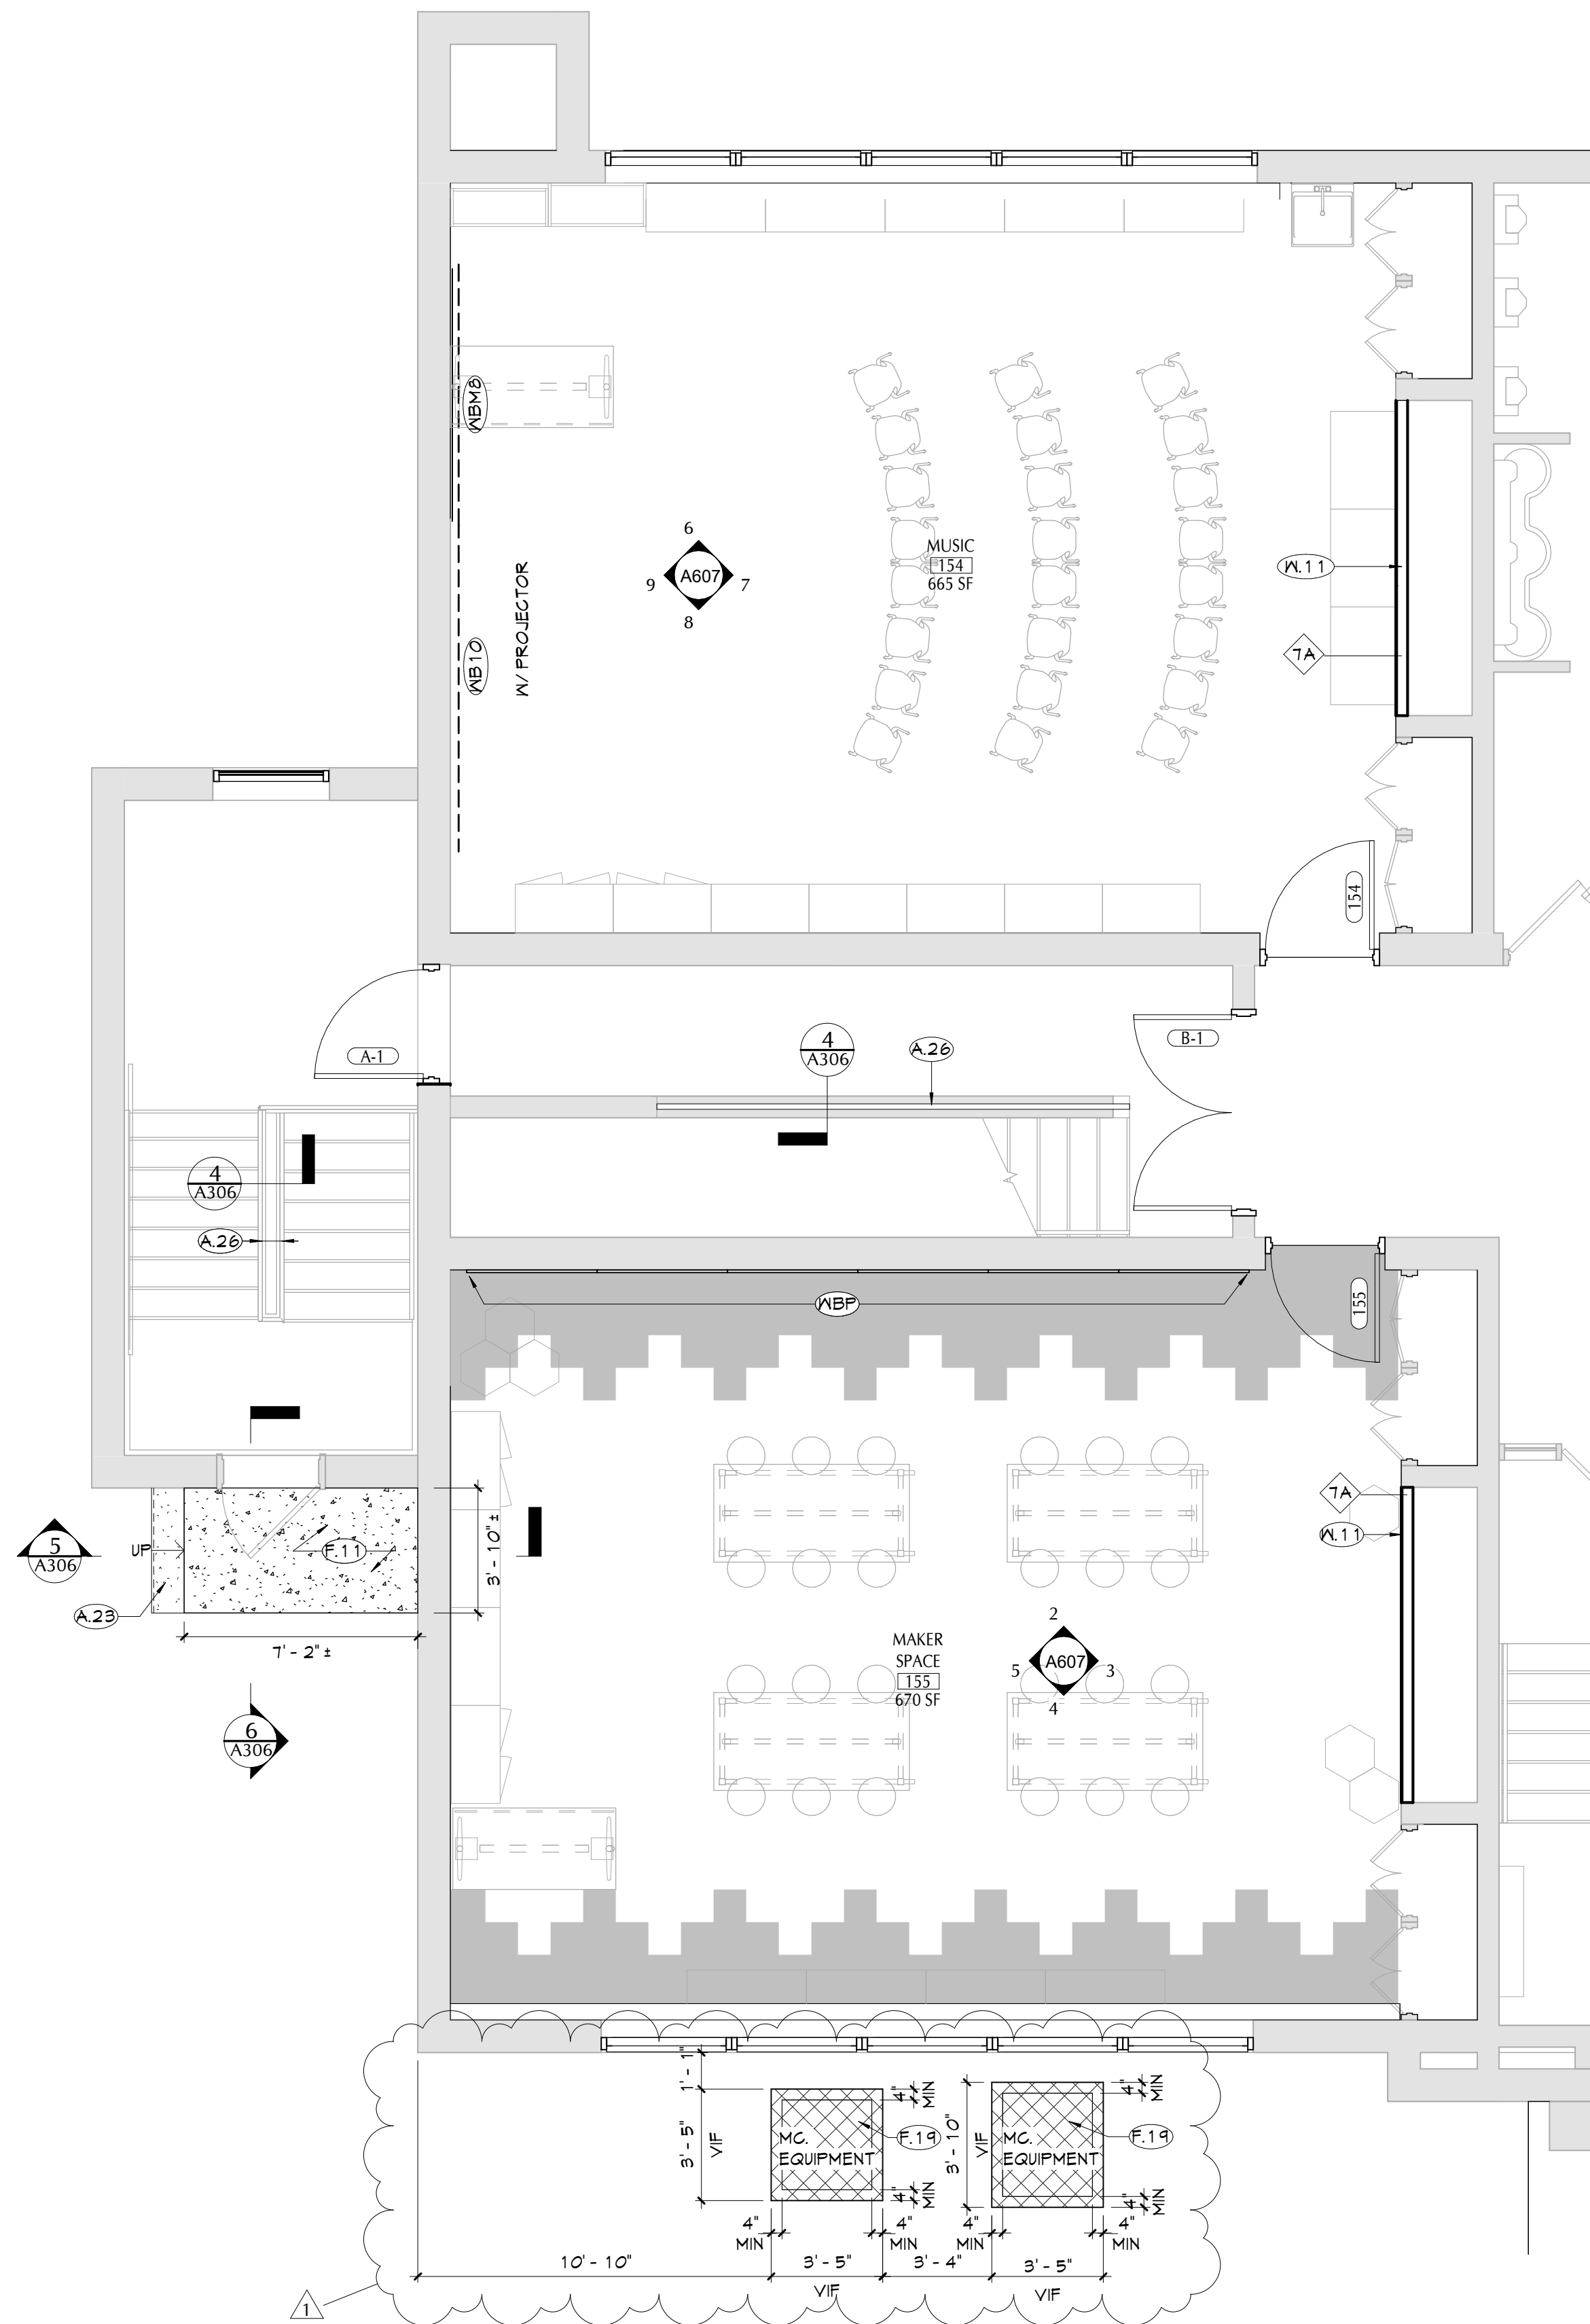 WBM8
6
A607
9
7
8
MUSIC
154
665 SF
W.11
WB10
W/ PROJECTOR
7A
154
A-1
4
A306
A.26
B-1
4
A306
A.26
WBP
155
7A
W.11
5
A306
UP
F.11
3' - 10" ±
A.23
7' - 2" ±
MAKER
SPACE
155
670 SF
2
A607
5
3
4
6
A306
1' - 1"
3' - 5"
VIF
4"
MIN
MC.
EQUIPMENT
F.19
4"
MIN
3' - 10"
VIF
4"
MIN
MC.
EQUIPMENT
F.19
4"
MIN
4"
MIN
4"
MIN
4"
MIN
4"
MIN
10' - 10"
3' - 5"
VIF
3' - 4"
3' - 5"
VIF
1